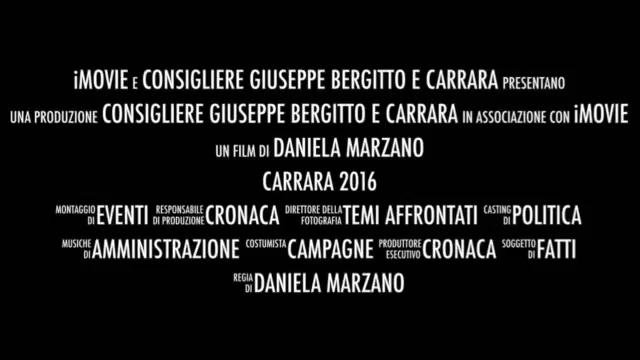 iMOVIE E CONSIGLIERE GIUSEPPE BERGITTO E CARRARA PRESENTANO
UNA PRODUZIONE CONSIGLIERE GIUSEPPE BERGITTO E CARRARA IN ASSOCIAZIONE CON iMOVIE
UN FILM DI DANIELA MARZANO
CARRARA 2016
MONTAGGIO DI EVENTI RESPONSABILE DI PRODUZIONE CRONACA DIRETTORE DELLA FOTOGRAFIA TEMI AFFRONTATI CASTING DI POLITICA
MUSICHE DI AMMINISTRAZIONE COSTUMISTA CAMPAGNE PRODUTTORE ESECUTIVO CRONACA SOGGETTO DI FATTI
REGIA DI DANIELA MARZANO